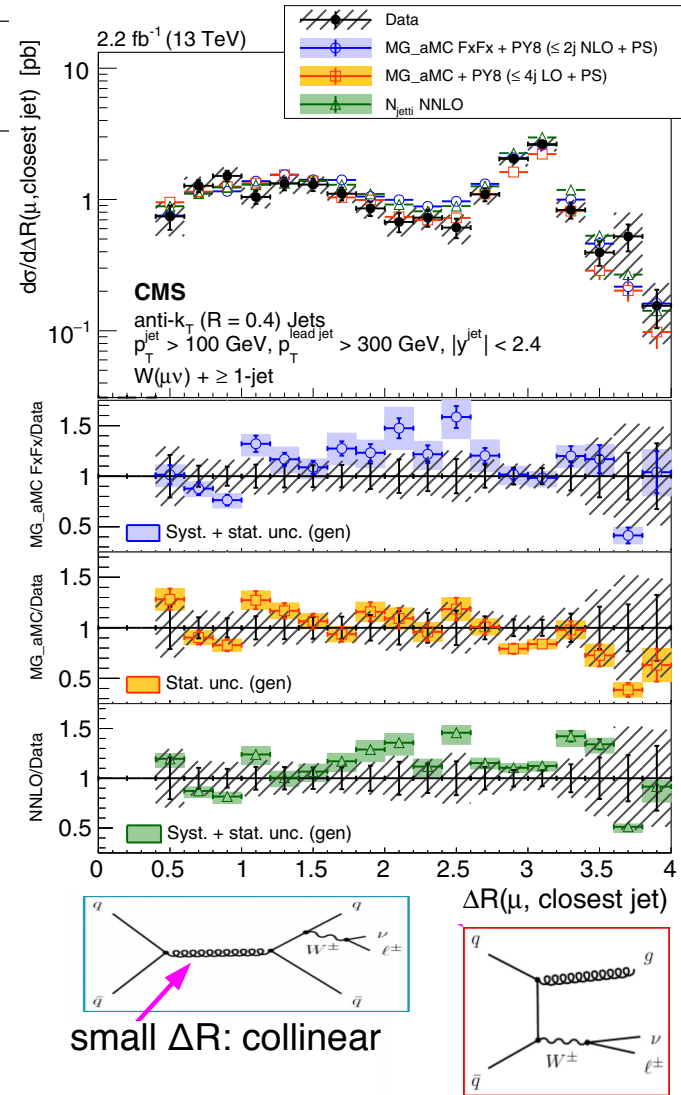 2.2 fb⁻¹ (13 TeV)
Data
MG_aMC FxFx + PY8 (≤ 2j NLO + PS)
MG_aMC + PY8 (≤ 4j LO + PS)
N_jetti NNLO
dσ/dΔR(μ,closest jet) [pb]
10
1
10⁻¹
CMS
anti-k_T (R = 0.4) Jets
p_T^jet > 100 GeV, p_T^lead jet > 300 GeV, |y^jet| < 2.4
W(μν) + ≥ 1-jet
MG_aMC FxFx/Data
1.5
1
0.5
Syst. + stat. unc. (gen)
MG_aMC/Data
1.5
1
0.5
Stat. unc. (gen)
NNLO/Data
1.5
1
0.5
Syst. + stat. unc. (gen)
0 0.5 1 1.5 2 2.5 3 3.5 4
ΔR(μ, closest jet)
q
q̄
q
W±
ν
ℓ±
q̄
small ΔR: collinear
q
q̄
g
W±
ν
ℓ±